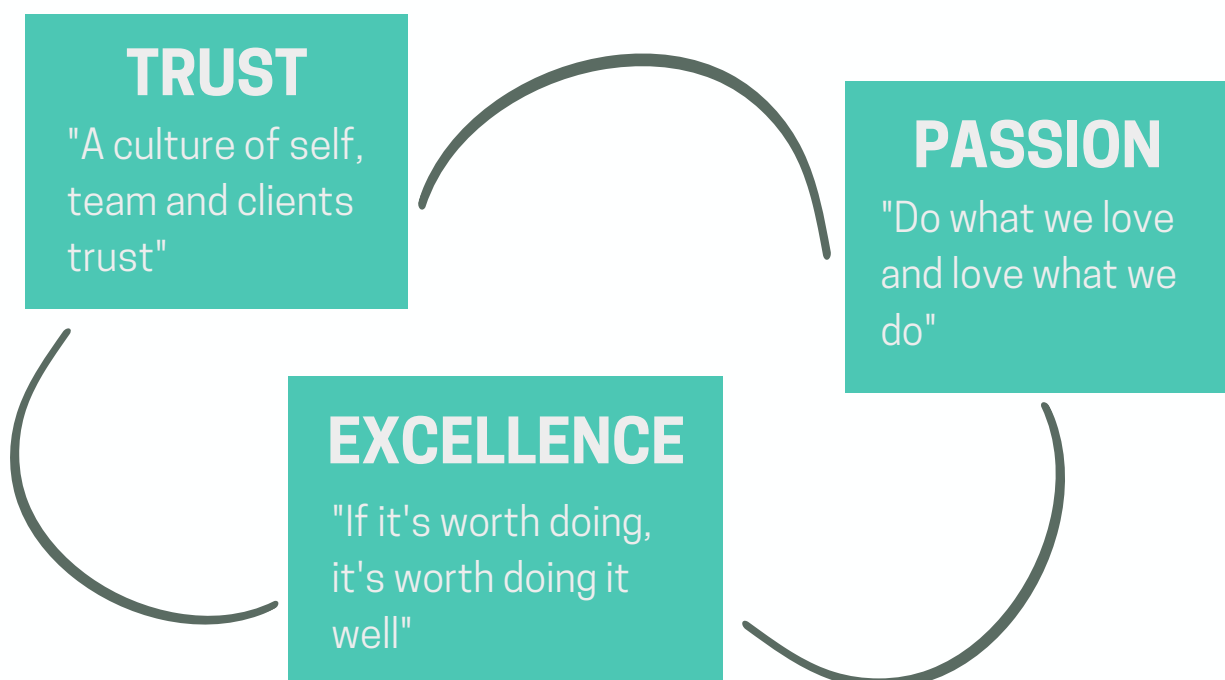 TRUST
"A culture of self,
team and clients
trust"
PASSION
"Do what we love
and love what we
do"
EXCELLENCE
"If it's worth doing,
it's worth doing it
well"